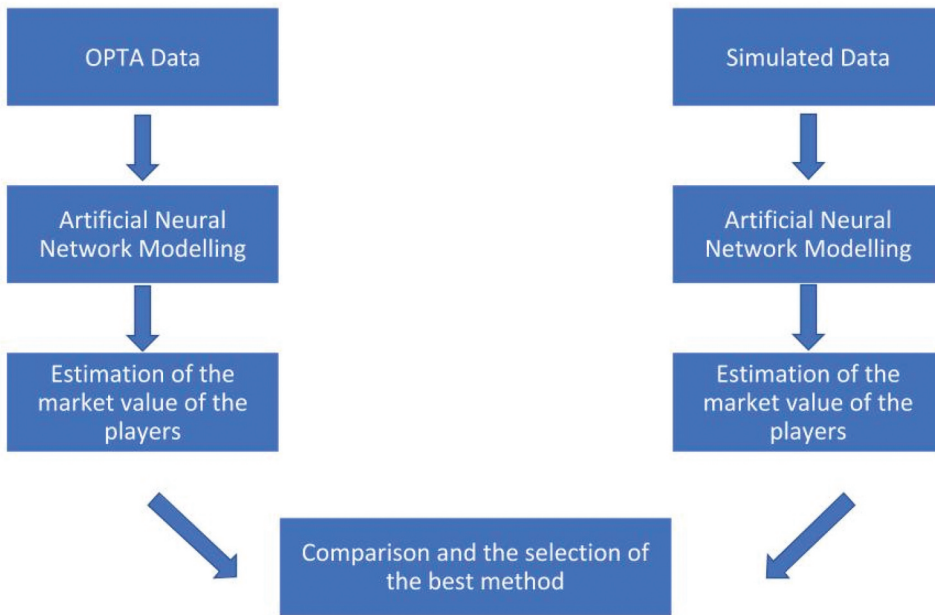 OPTA Data
Simulated Data
Artificial Neural
Network Modelling
Artificial Neural
Network Modelling
Estimation of the
market value of the
players
Estimation of the
market value of the
players
Comparison and the selection of
the best method